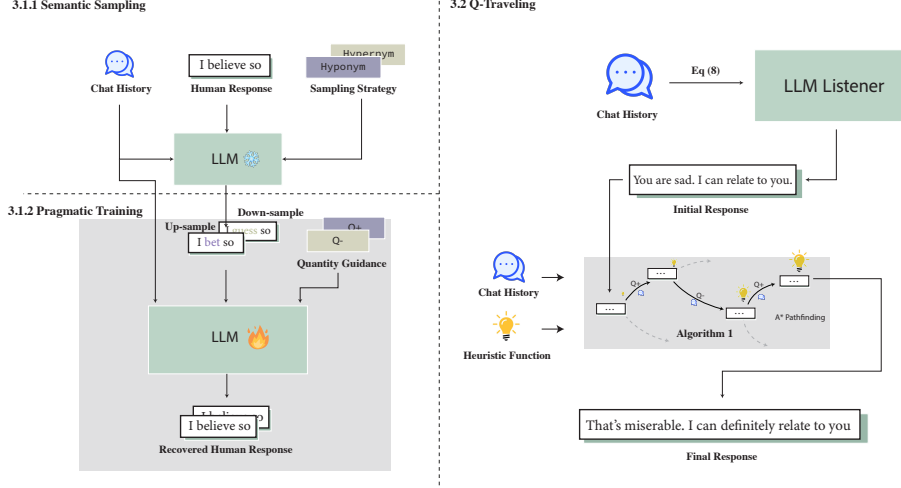 3.1.1 Semantic Sampling
Chat History
I believe so
Human Response
Hypernym
Hyponym
Sampling Strategy
LLM
3.1.2 Pragmatic Training
Up-sample
Down-sample
I guess so
I bet so
Q+
Q-
Quantity Guidance
LLM
I believe so
I believe so
Recovered Human Response
3.2 Q-Traveling
Chat History
Eq (8)
LLM Listener
You are sad. I can relate to you.
Initial Response
Chat History
Heuristic Function
...
Q+
...
Q-
...
Q+
...
A* Pathfinding
Algorithm 1
That's miserable. I can definitely relate to you
Final Response